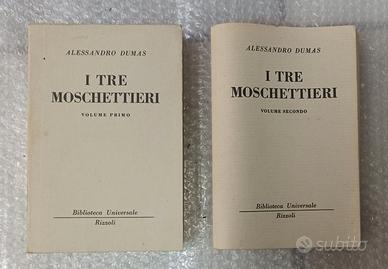 ALESSANDRO DUMAS
I TRE
MOSCHETTIERI
VOLUME PRIMO
Biblioteca Universale
Rizzoli
ALESSANDRO DUMAS
I TRE
MOSCHETTIERI
VOLUME SECONDO
Biblioteca Universale
Rizzoli
subito